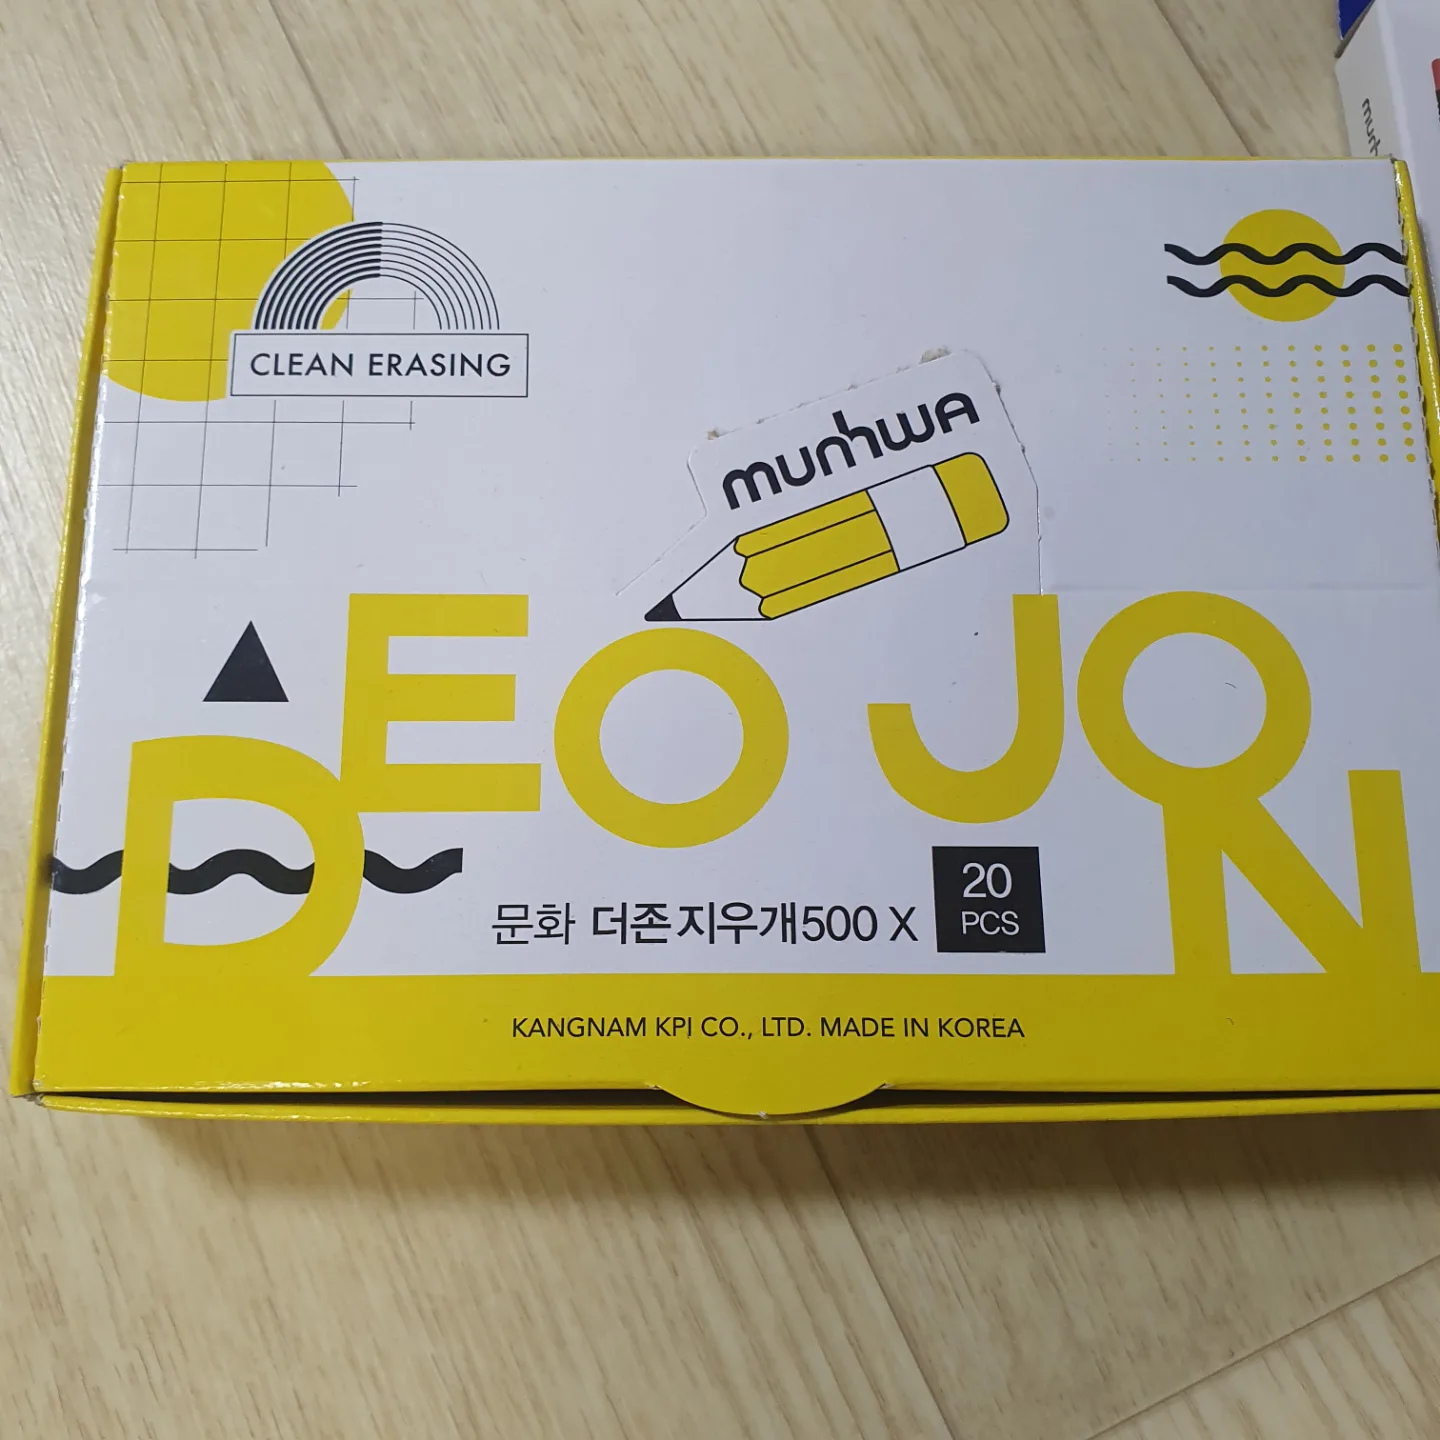 CLEAN ERASING
munhwa
DEO JON
문화 더존 지우개500 X 20 PCS
KANGNAM KPI CO., LTD. MADE IN KOREA